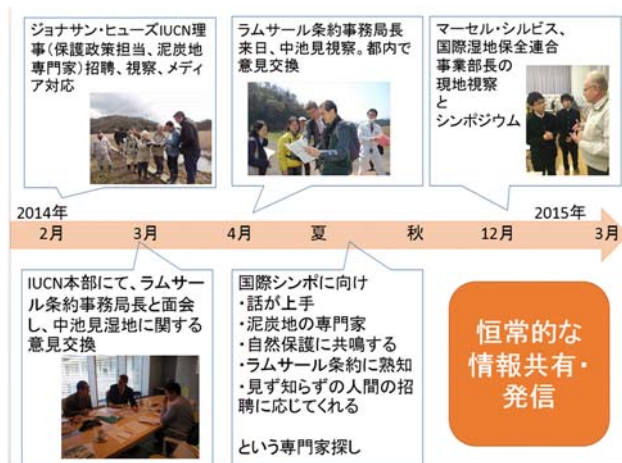 ジョナサン・ヒューズIUCN理
事(保護政策担当、泥炭地
専門家)招聘、視察、メデ
ィア対応
ラムサール条約事務局長
来日、中池見視察。都内で
意見交換
マーセル・シルビス、
国際湿地保全連合
事業部長の
現地視察
と
シンポジウム
2014年
2015年
2月 3月 4月 夏 秋 12月 3月
IUCN本部にて、ラムサー
ル条約事務局長と面会
し、中池見湿地に関する
意見交換
国際シンポに向け
・話が上手
・泥炭地の専門家
・自然保護に共鳴する
・ラムサール条約に熟知
・見ず知らずの人間の招
聘に応じてくれる
という専門家探し
恒常的な
情報共有・
発信